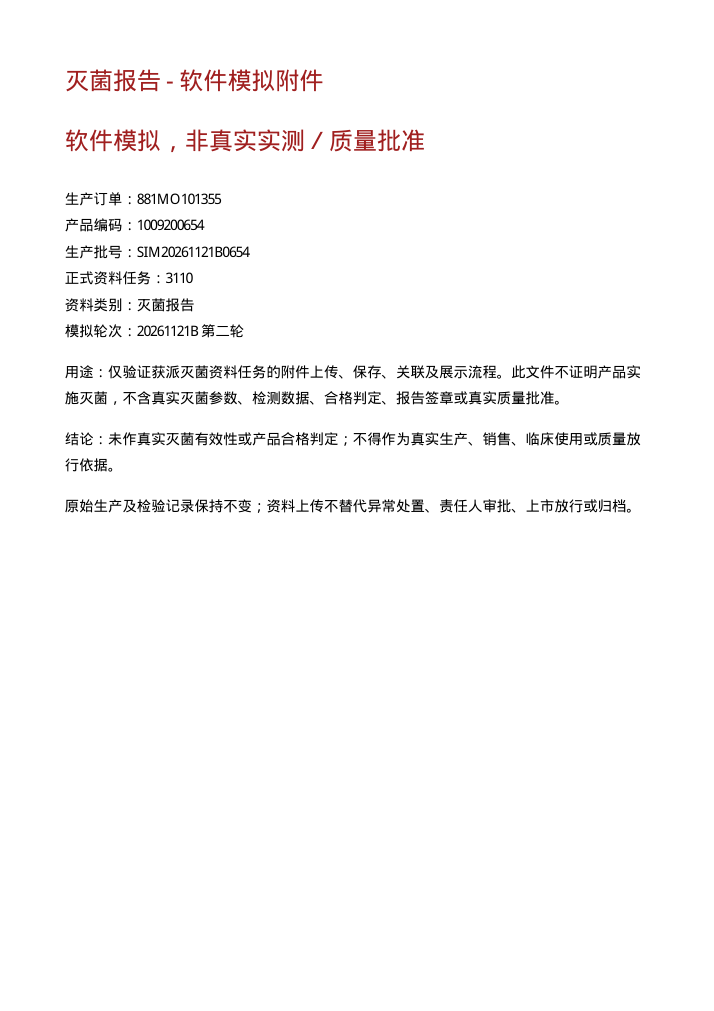 灭菌报告 - 软件模拟附件
软件模拟，非真实实测 / 质量批准
生产订单：881MO101355
产品编码：1009200654
生产批号：SIM20261121B0654
正式资料任务：3110
资料类别：灭菌报告
模拟轮次：20261121B 第二轮
用途：仅验证获派灭菌资料任务的附件上传、保存、关联及展示流程。此文件不证明产品实
施灭菌，不含真实灭菌参数、检测数据、合格判定、报告签章或真实质量批准。
结论：未作真实灭菌有效性或产品合格判定；不得作为真实生产、销售、临床使用或质量放
行依据。
原始生产及检验记录保持不变；资料上传不替代异常处置、责任人审批、上市放行或归档。